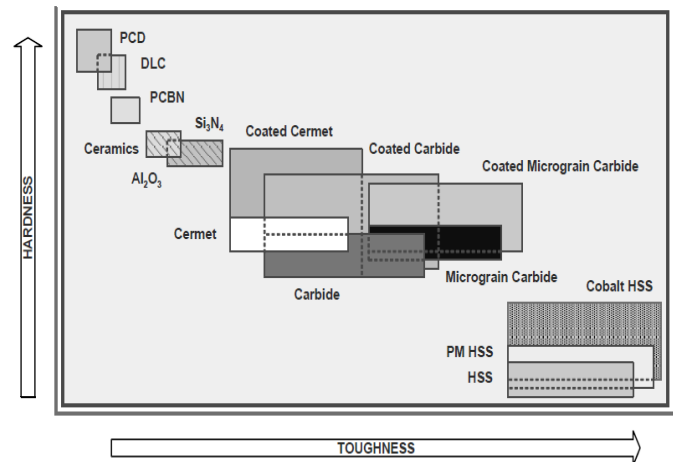 PCD
DLC
PCBN
Si₃N₄
Coated Cermet
Ceramics
Coated Carbide
Coated Micrograin Carbide
Al₂O₃
Cermet
HARDNESS
Micrograin Carbide
Carbide
Cobalt HSS
PM HSS
HSS
TOUGHNESS